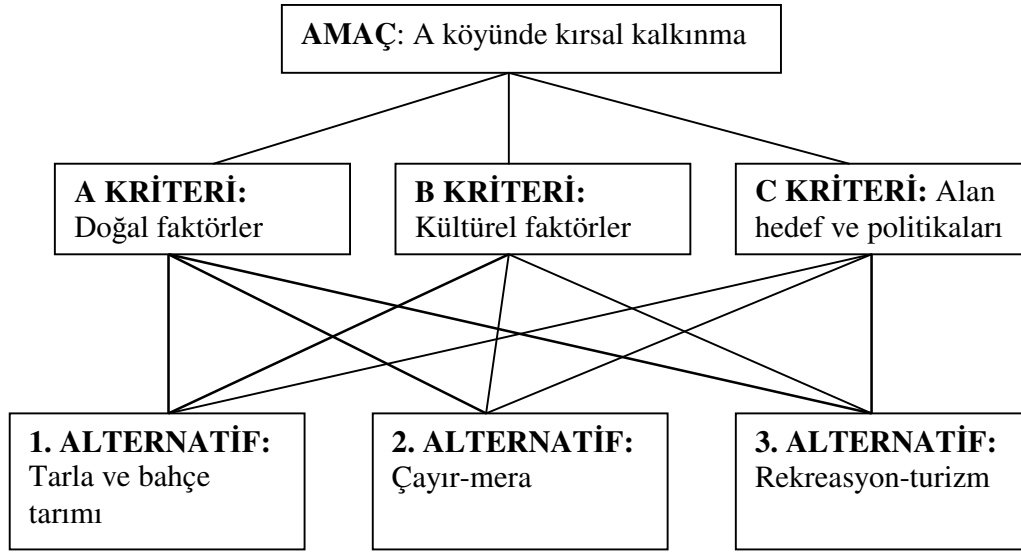 AMAÇ: A köyünde kırsal kalkınma
A KRİTERİ:
Doğal faktörler
B KRİTERİ:
Kültürel faktörler
C KRİTERİ: Alan
hedef ve politikaları
1. ALTERNATİF:
Tarla ve bahçe
tarımı
2. ALTERNATİF:
Çayır-mera
3. ALTERNATİF:
Rekreasyon-turizm